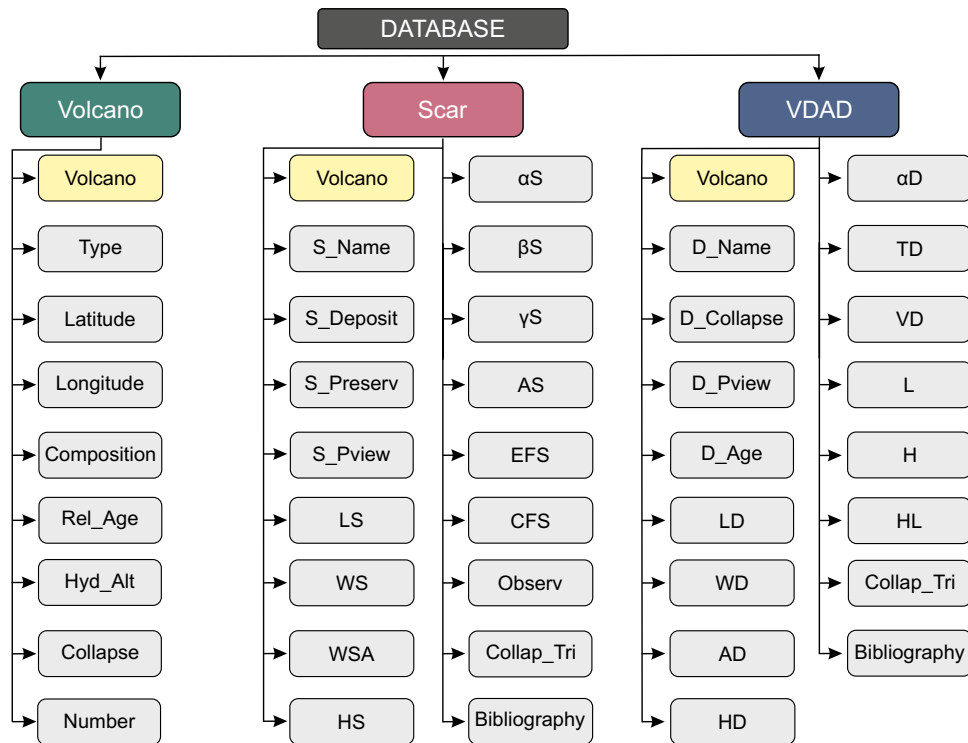 DATABASE
Volcano
Scar
VDAD
Volcano
Type
Latitude
Longitude
Composition
Rel_Age
Hyd_Alt
Collapse
Number
Volcano
S_Name
S_Deposit
S_Preserv
S_Pview
LS
WS
WSA
HS
αS
βS
γS
AS
EFS
CFS
Observ
Collap_Tri
Bibliography
Volcano
D_Name
D_Collapse
D_Pview
D_Age
LD
WD
AD
HD
αD
TD
VD
L
H
HL
Collap_Tri
Bibliography